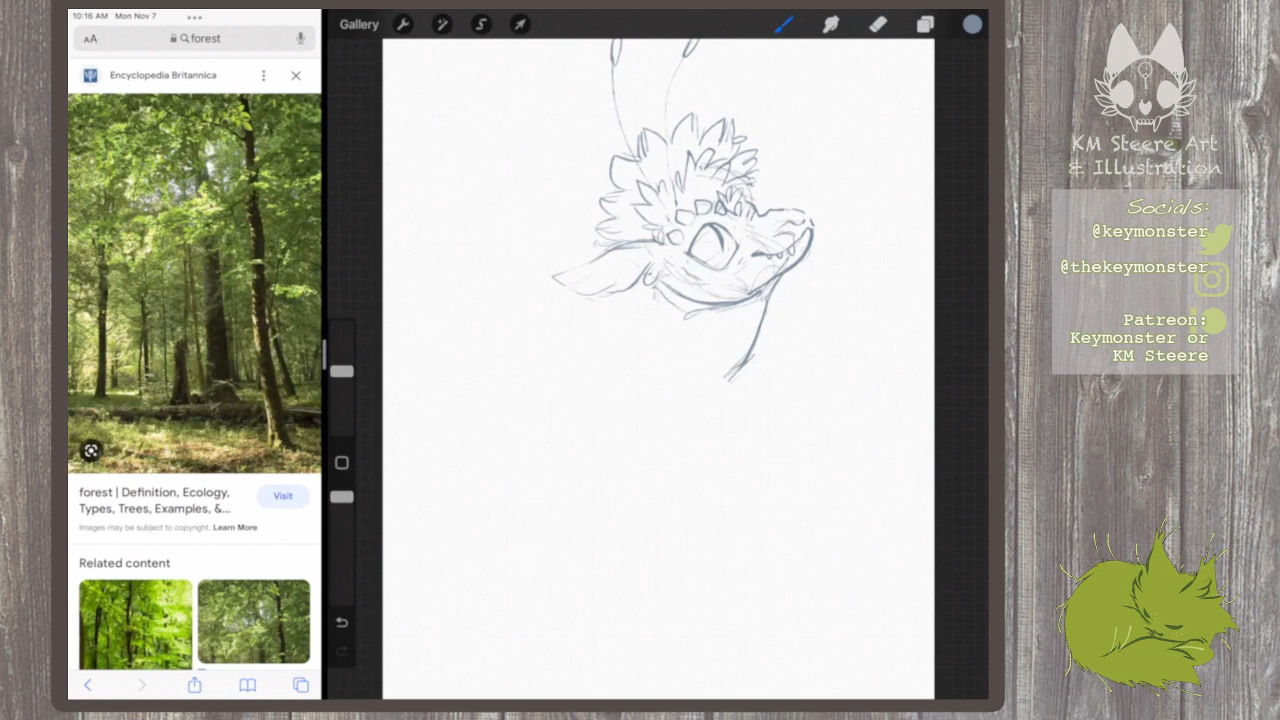 10:16 AM Mon Nov 7
AA
forest
Encyclopedia Britannica
forest | Definition, Ecology,
Types, Trees, Examples, &...
Visit
Images may be subject to copyright. Learn More
Related content
Gallery
KM Steere Art
& Illustration
Socials:
@keymonster
@thekeymonster
Patreon:
Keymonster or
KM Steere